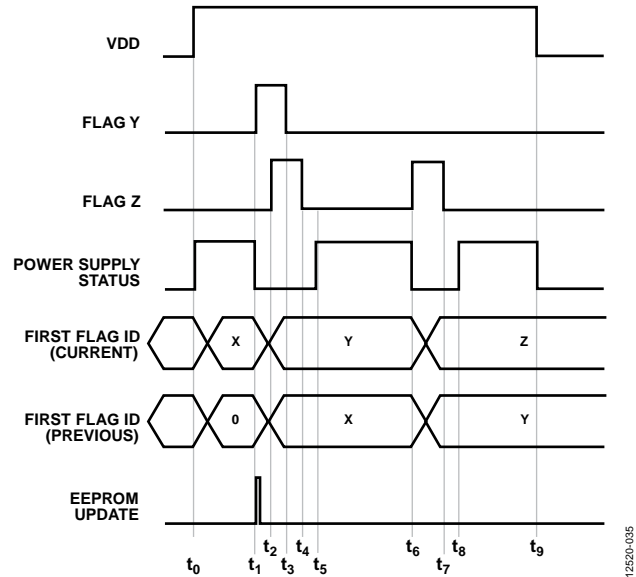 VDD
FLAG Y
FLAG Z
POWER SUPPLY
STATUS
FIRST FLAG ID
(CURRENT)
X
Y
Z
FIRST FLAG ID
(PREVIOUS)
0
X
Y
EEPROM
UPDATE
t0 t1 t2 t3 t4 t5 t6 t7 t8 t9
12520-035